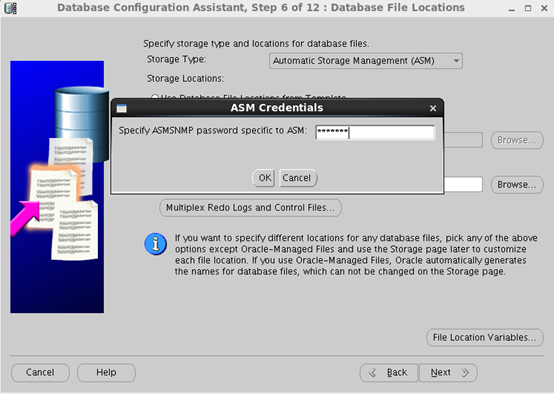 Database Configuration Assistant, Step 6 of 12 : Database File Locations
Specify storage type and locations for database files.
Storage Type: Automatic Storage Management (ASM)
Storage Locations:
Use Database File Locations from Template
ASM Credentials
Specify ASMSNMP password specific to ASM: *******
OK Cancel
Browse...
Browse...
Multiplex Redo Logs and Control Files...
If you want to specify different locations for any database files, pick any of the above
options except Oracle-Managed Files and use the Storage page later to customize
each file location. If you use Oracle-Managed Files, Oracle automatically generates
the names for database files, which can not be changed on the Storage page.
File Location Variables...
Cancel Help Back Next